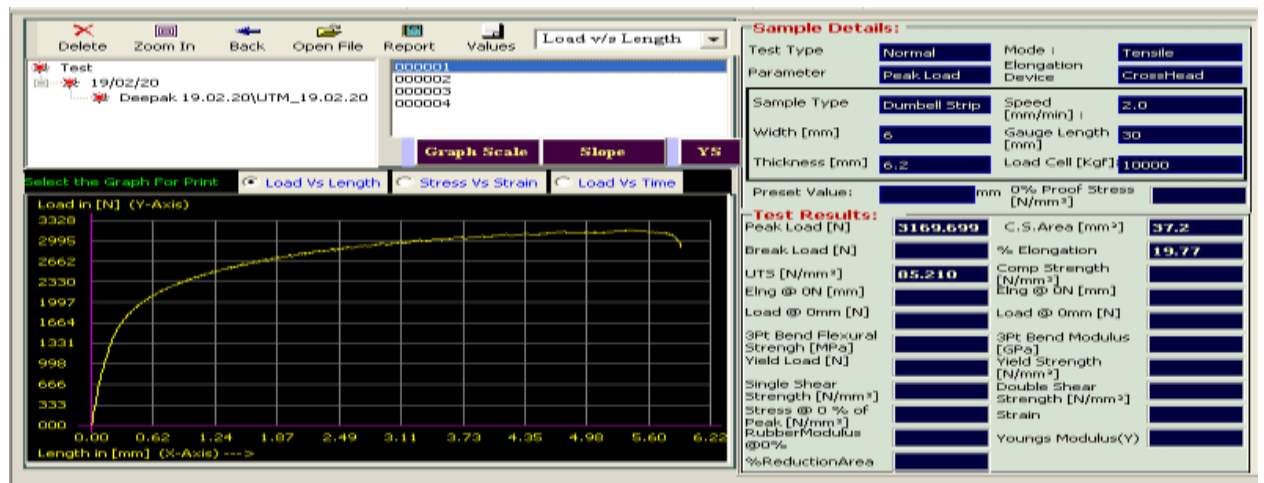 Delete Zoom In Back Open File Report Values Load v/s Length
Test
19/02/20
Deepak 19.02.20\UTM_19.02.20
000001
000002
000003
000004
Graph Scale Slope YS
Select the Graph For Print Load Vs Length Stress Vs Strain Load Vs Time
Load in [N] (Y-Axis)
3328
2995
2662
2330
1997
1664
1331
998
666
333
000
0.00 0.62 1.24 1.87 2.49 3.11 3.73 4.35 4.98 5.60 6.22
Length in [mm] (X-Axis) --->
Sample Details:
Test Type Normal Mode : Tensile
Parameter Peak Load Elongation Device CrossHead
Sample Type Dumbell Strip Speed [mm/min] : 2.0
Width [mm] 6 Gauge Length [mm] 30
Thickness [mm] 6.2 Load Cell [Kgf]: 10000
Preset Value: mm 0% Proof Stress [N/mm²]
Test Results:
Peak Load [N] 3169.699 C.S.Area [mm²] 37.2
Break Load [N] % Elongation 19.77
UTS [N/mm²] 85.210 Comp Strength [N/mm²]
Elng @ 0N [mm] Elng @ 0N [mm]
Load @ 0mm [N] Load @ 0mm [N]
3Pt Bend Flexural Strengh [MPa] 3Pt Bend Modulus [GPa]
Yield Load [N] Yield Strength [N/mm²]
Single Shear Strength [N/mm²] Double Shear Strength [N/mm²]
Stress @ 0 % of Peak [N/mm²] Strain
RubberModulus @0% Youngs Modulus(Y)
%ReductionArea